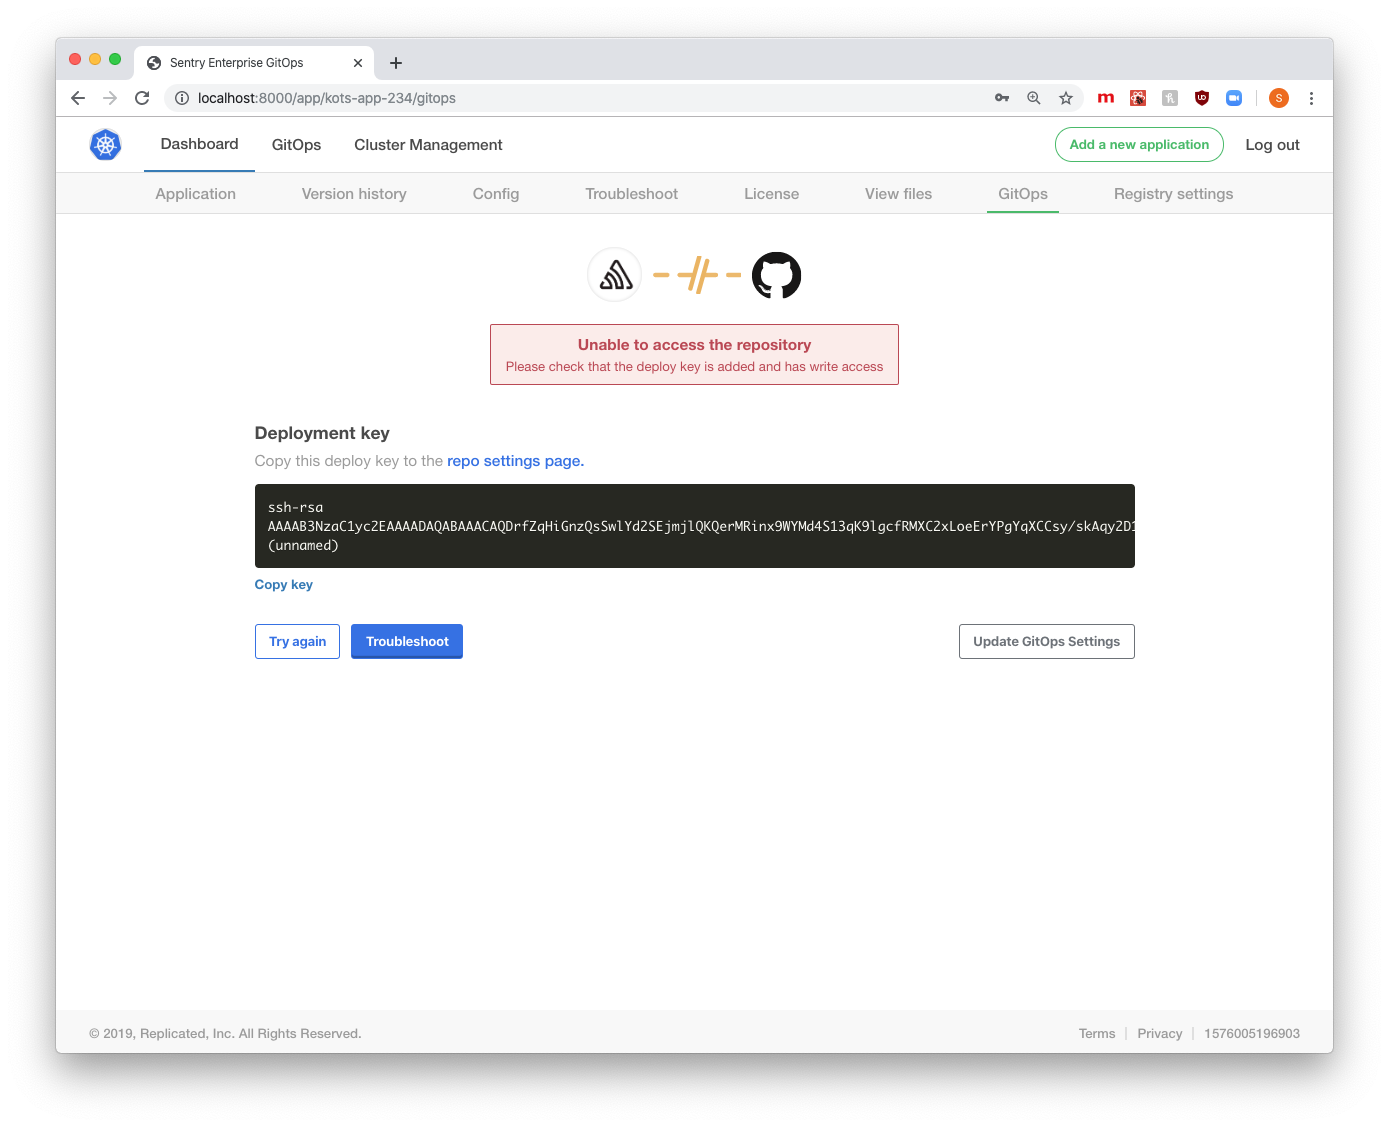 Sentry Enterprise GitOps
localhost:8000/app/kots-app-234/gitops
S
Dashboard GitOps Cluster Management Add a new application Log out
Application Version history Config Troubleshoot License View files GitOps Registry settings
Unable to access the repository
Please check that the deploy key is added and has write access
Deployment key
Copy this deploy key to the repo settings page.
ssh-rsa
AAAAB3NzaC1yc2EAAAADAQABAAACAQDrfZqHiGnzQsSwlYd2SEjmjlQKQerMRinx9WYMd4S13qK9lgcfRMXC2xLoeErYPgYqXCCsy/skAqy2D1
(unnamed)
Copy key
Try again Troubleshoot Update GitOps Settings
© 2019, Replicated, Inc. All Rights Reserved. Terms Privacy 1576005196903